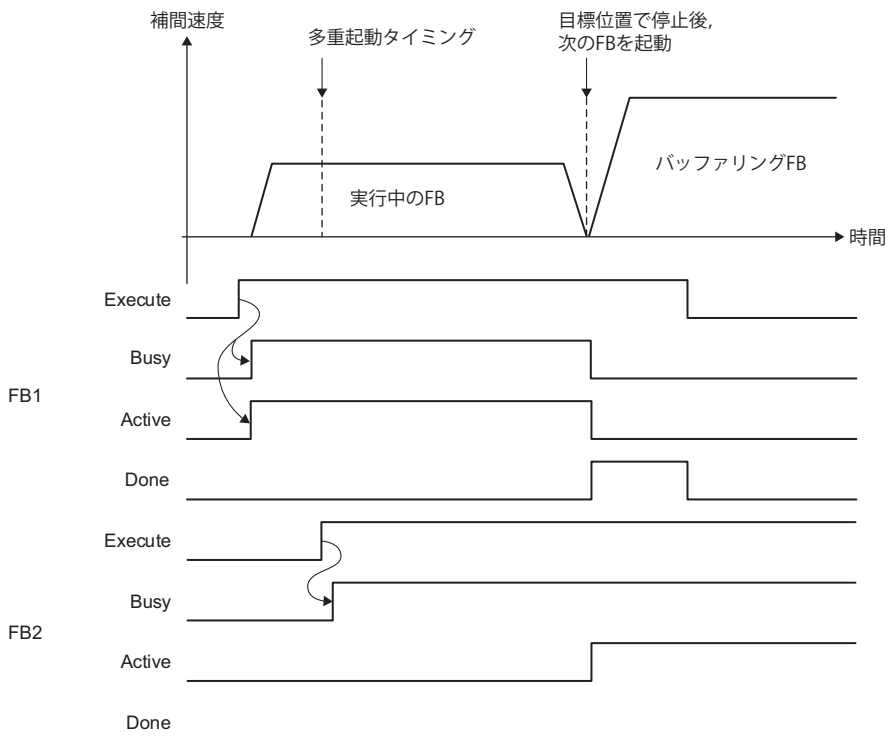 補間速度
多重起動タイミング
目標位置で停止後,
次のFBを起動
実行中のFB
バッファリングFB
時間
FB1
Execute
Busy
Active
Done
FB2
Execute
Busy
Active
Done